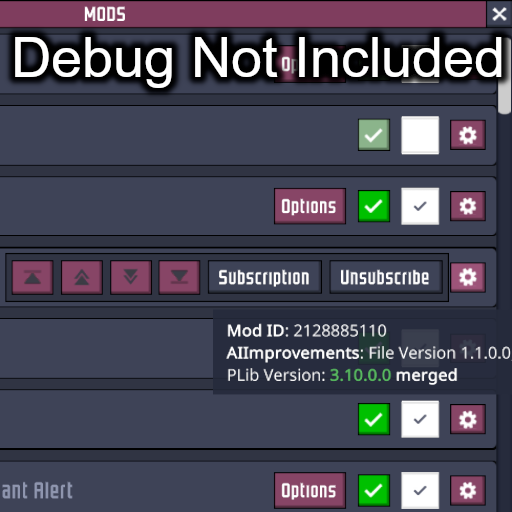 MODS
Debug Not Included
Options
Subscription Unsubscribe
Mod ID: 2128885110
AIImprovements: File Version 1.1.0.0
PLib Version: 3.10.0.0 merged
ant Alert Options